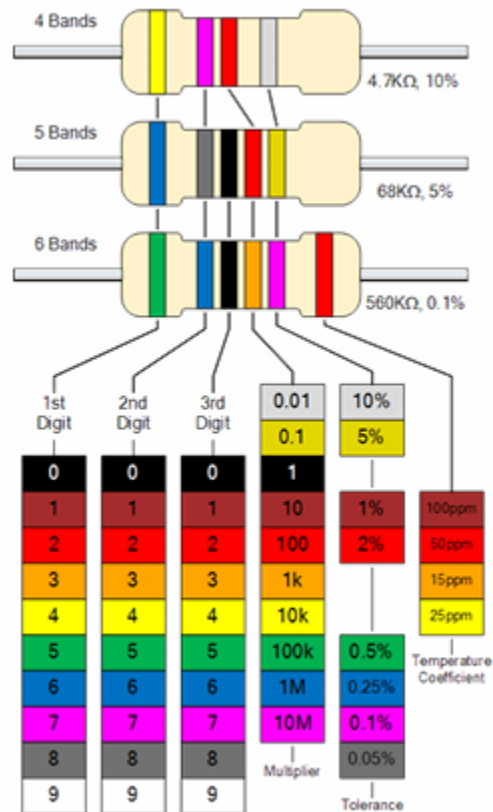 4 Bands
4.7KΩ, 10%
5 Bands
68KΩ, 5%
6 Bands
560KΩ, 0.1%
1st
Digit
2nd
Digit
3rd
Digit
0.01 10%
0.1 5%
0 0 0 1
1 1 1 10 1% 100ppm
2 2 2 100 2% 50ppm
3 3 3 1k 15ppm
4 4 4 10k 25ppm
5 5 5 100k 0.5%
Temperature
Coefficient
6 6 6 1M 0.25%
7 7 7 10M 0.1%
8 8 8 0.05%
Multiplier
9 9 9
Tolerance